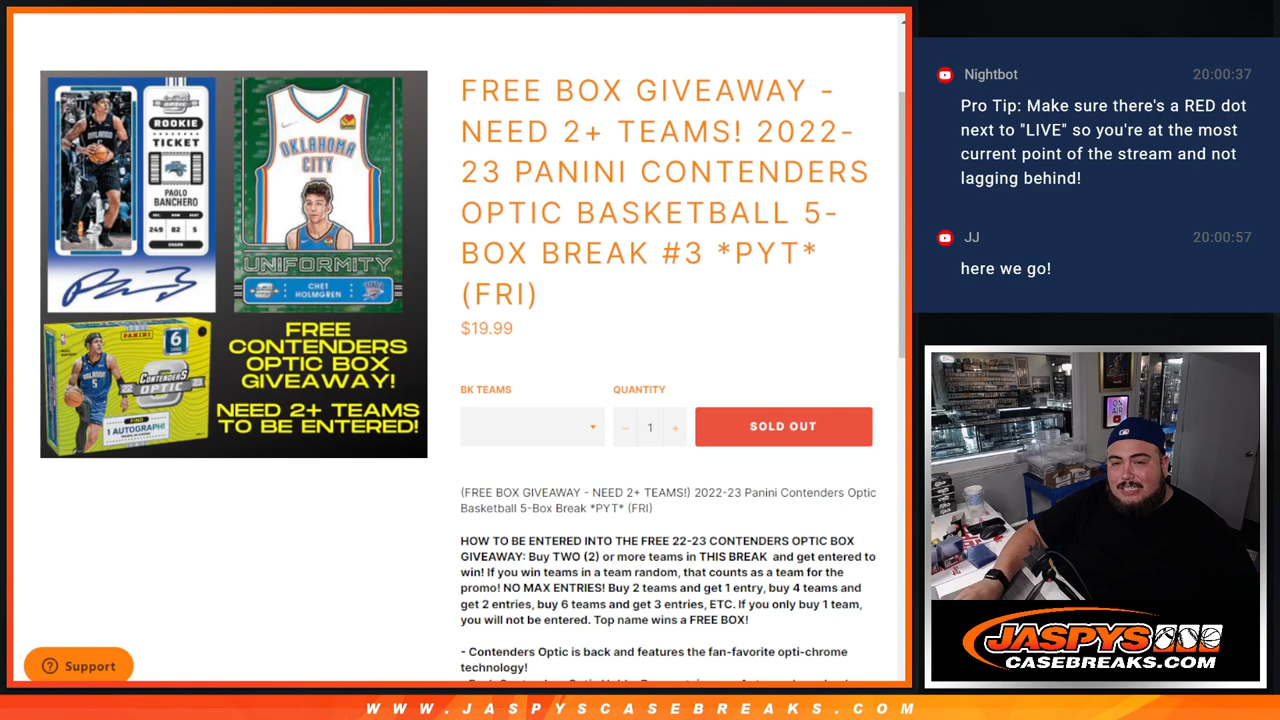 ROOKIE
TICKET
PAOLO
BANCHERO
249 82 5
OKLAHOMA
CITY
UNIFORMITY
CHET
HOLMGREN
PANINI
6
CONTENDERS
OPTIC
22 23
1 AUTOGRAPH!
FREE
CONTENDERS
OPTIC BOX
GIVEAWAY!
NEED 2+ TEAMS
TO BE ENTERED!
FREE BOX GIVEAWAY -
NEED 2+ TEAMS! 2022-
23 PANINI CONTENDERS
OPTIC BASKETBALL 5-
BOX BREAK #3 *PYT*
(FRI)
$19.99
BK TEAMS
QUANTITY
− 1 +
SOLD OUT
(FREE BOX GIVEAWAY - NEED 2+ TEAMS!) 2022-23 Panini Contenders Optic
Basketball 5-Box Break *PYT* (FRI)
HOW TO BE ENTERED INTO THE FREE 22-23 CONTENDERS OPTIC BOX
GIVEAWAY: Buy TWO (2) or more teams in THIS BREAK and get entered to
win! If you win teams in a team random, that counts as a team for the
promo! NO MAX ENTRIES! Buy 2 teams and get 1 entry, buy 4 teams and
get 2 entries, buy 6 teams and get 3 entries, ETC. If you only buy 1 team,
you will not be entered. Top name wins a FREE BOX!
- Contenders Optic is back and features the fan-favorite opti-chrome
technology!
Support
Nightbot 20:00:37
Pro Tip: Make sure there's a RED dot
next to "LIVE" so you're at the most
current point of the stream and not
lagging behind!
JJ 20:00:57
here we go!
ON
AIR
JASPYS
CASEBREAKS.COM
WWW.JASPYSCASEBREAKS.COM